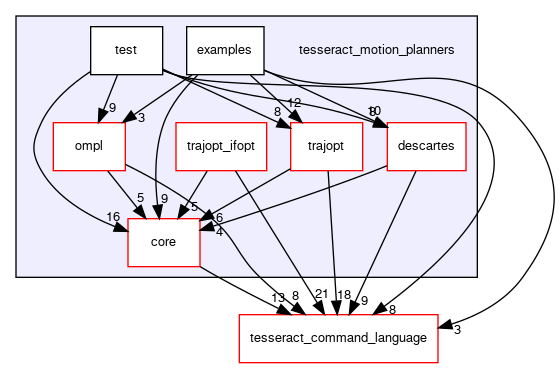 test
examples
tesseract_motion_planners
9
3
8
12
10
ompl
trajopt_ifopt
trajopt
descartes
5
9
5
6
4
16
core
13
8
21
18
9
8
3
tesseract_command_language